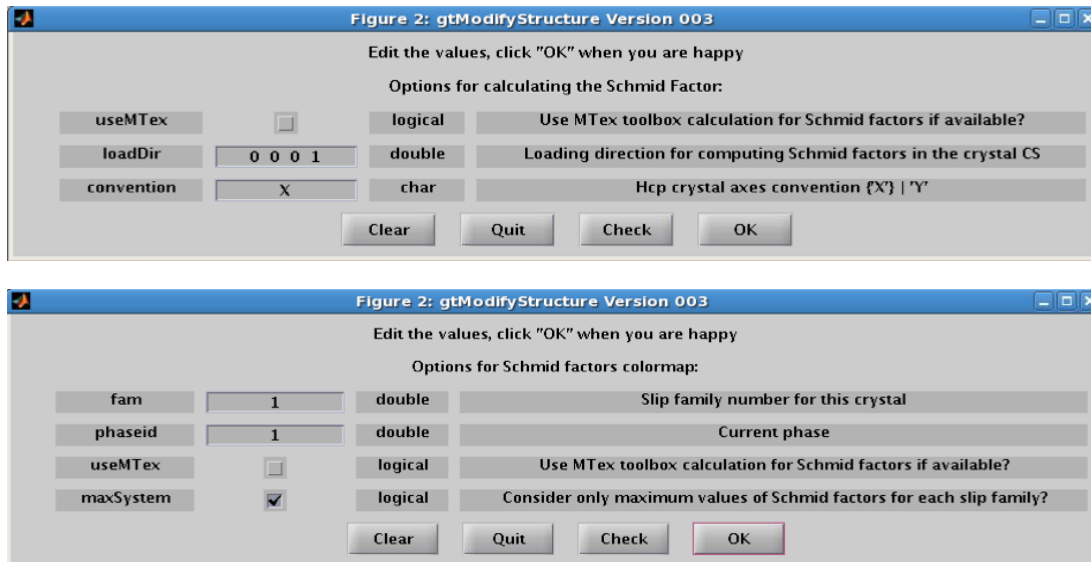 Figure 2: gtModifyStructure Version 003
Edit the values, click "OK" when you are happy
Options for calculating the Schmid Factor:
useMTex logical Use MTex toolbox calculation for Schmid factors if available?
loadDir 0 0 0 1 double Loading direction for computing Schmid factors in the crystal CS
convention X char Hcp crystal axes convention {'X'} | 'Y'
Clear Quit Check OK
Figure 2: gtModifyStructure Version 003
Edit the values, click "OK" when you are happy
Options for Schmid factors colormap:
fam 1 double Slip family number for this crystal
phaseid 1 double Current phase
useMTex logical Use MTex toolbox calculation for Schmid factors if available?
maxSystem logical Consider only maximum values of Schmid factors for each slip family?
Clear Quit Check OK